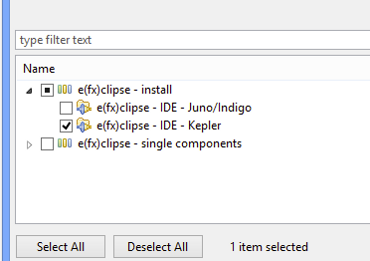 type filter text
Name
e(fx)clipse - install
e(fx)clipse - IDE - Juno/Indigo
e(fx)clipse - IDE - Kepler
e(fx)clipse - single components
Select All Deselect All 1 item selected